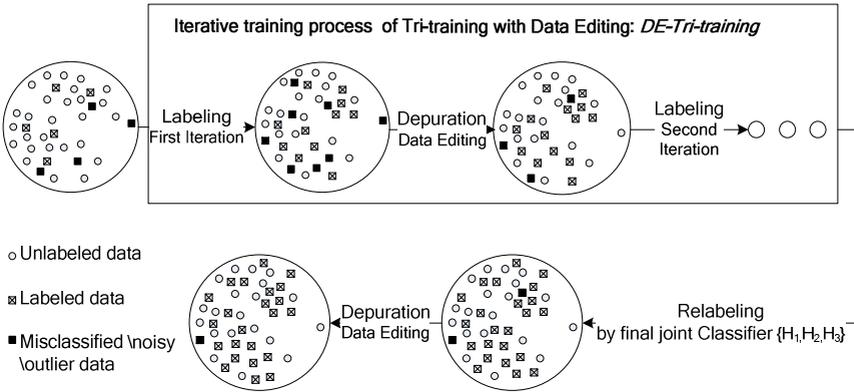 Iterative training process of Tri-training with Data Editing: DE-Tri-training
Labeling
First Iteration
Depuration
Data Editing
Labeling
Second
Iteration
Unlabeled data
Labeled data
Misclassified \noisy
\outlier data
Depuration
Data Editing
Relabeling
by final joint Classifier {H₁,H₂,H₃}